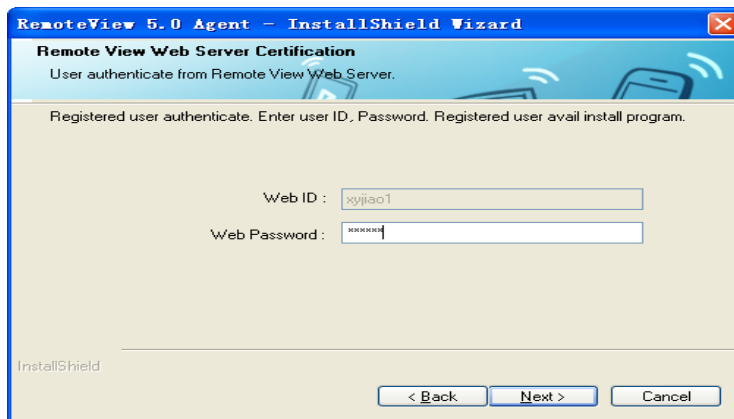 RemoteView 5.0 Agent - InstallShield Wizard
Remote View Web Server Certification
User authenticate from Remote View Web Server.
Registered user authenticate. Enter user ID, Password. Registered user avail install program.
Web ID : xyjiao1
Web Password : ******
InstallShield
< Back Next > Cancel